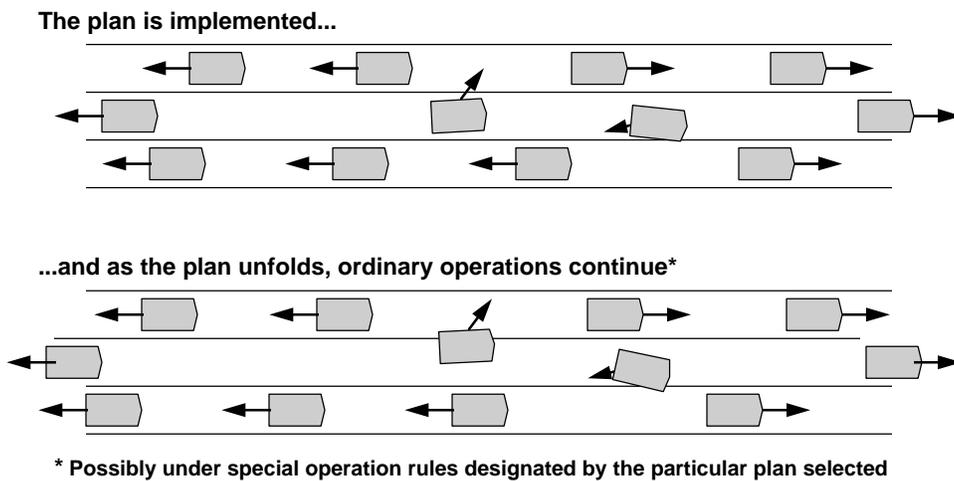 The plan is implemented...
...and as the plan unfolds, ordinary operations continue*
* Possibly under special operation rules designated by the particular plan selected